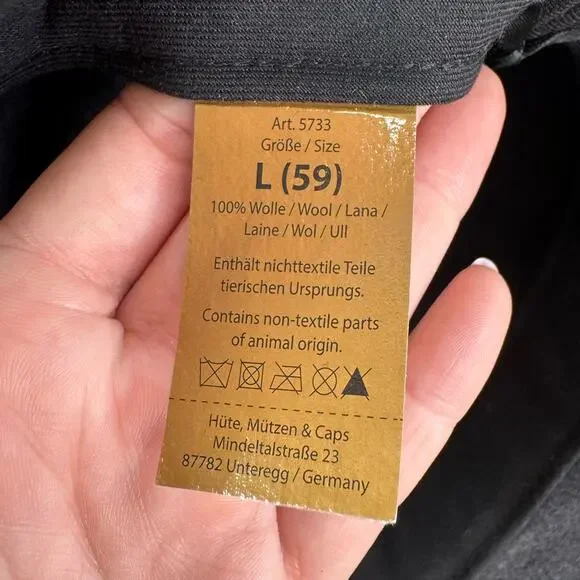 Art. 5733
Größe / Size
L (59)
100% Wolle / Wool / Lana /
Laine / Wol / Ull
Enthält nichttextile Teile
tierischen Ursprungs.
Contains non-textile parts
of animal origin.
Hüte, Mützen & Caps
Mindeltalstraße 23
87782 Unteregg / Germany